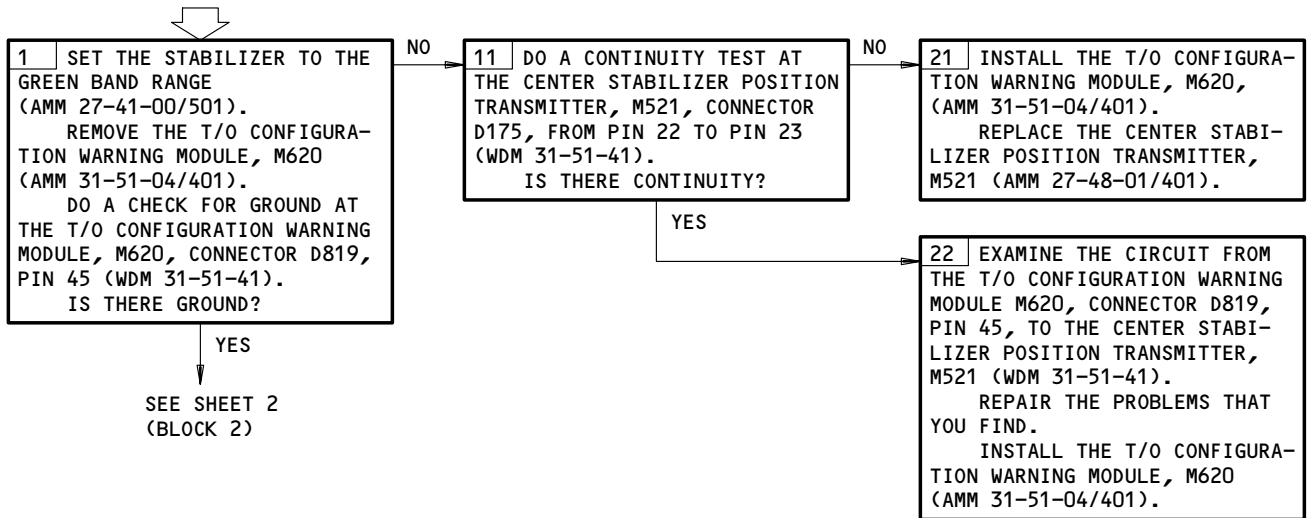 1 SET THE STABILIZER TO THE
GREEN BAND RANGE
(AMM 27-41-00/501).
REMOVE THE T/O CONFIGURA-
TION WARNING MODULE, M620
(AMM 31-51-04/401).
DO A CHECK FOR GROUND AT
THE T/O CONFIGURATION WARNING
MODULE, M620, CONNECTOR D819,
PIN 45 (WDM 31-51-41).
IS THERE GROUND?
NO
YES
SEE SHEET 2
(BLOCK 2)
11 DO A CONTINUITY TEST AT
THE CENTER STABILIZER POSITION
TRANSMITTER, M521, CONNECTOR
D175, FROM PIN 22 TO PIN 23
(WDM 31-51-41).
IS THERE CONTINUITY?
NO
YES
21 INSTALL THE T/O CONFIGURA-
TION WARNING MODULE, M620,
(AMM 31-51-04/401).
REPLACE THE CENTER STABI-
LIZER POSITION TRANSMITTER,
M521 (AMM 27-48-01/401).
22 EXAMINE THE CIRCUIT FROM
THE T/O CONFIGURATION WARNING
MODULE M620, CONNECTOR D819,
PIN 45, TO THE CENTER STABI-
LIZER POSITION TRANSMITTER,
M521 (WDM 31-51-41).
REPAIR THE PROBLEMS THAT
YOU FIND.
INSTALL THE T/O CONFIGURA-
TION WARNING MODULE, M620
(AMM 31-51-04/401).